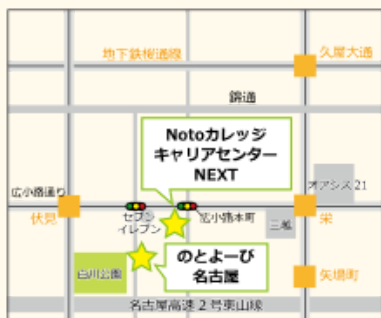 地下鉄桜通線
久屋大通
錦通
Notoカレッジ
キャリアセンター
NEXT
広小路通り
オアシス21
伏見
セブン
イレブン
広小路本町
三越
栄
のとよーび
名古屋
白川公園
矢場町
名古屋高速2号東山線